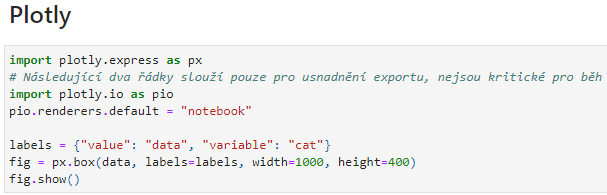 Plotly
import plotly.express as px
# Následující dva řádky slouží pouze pro usnadnění exportu, nejsou kritické pro běh
import plotly.io as pio
pio.renderers.default = "notebook"
labels = {"value": "data", "variable": "cat"}
fig = px.box(data, labels=labels, width=1000, height=400)
fig.show()